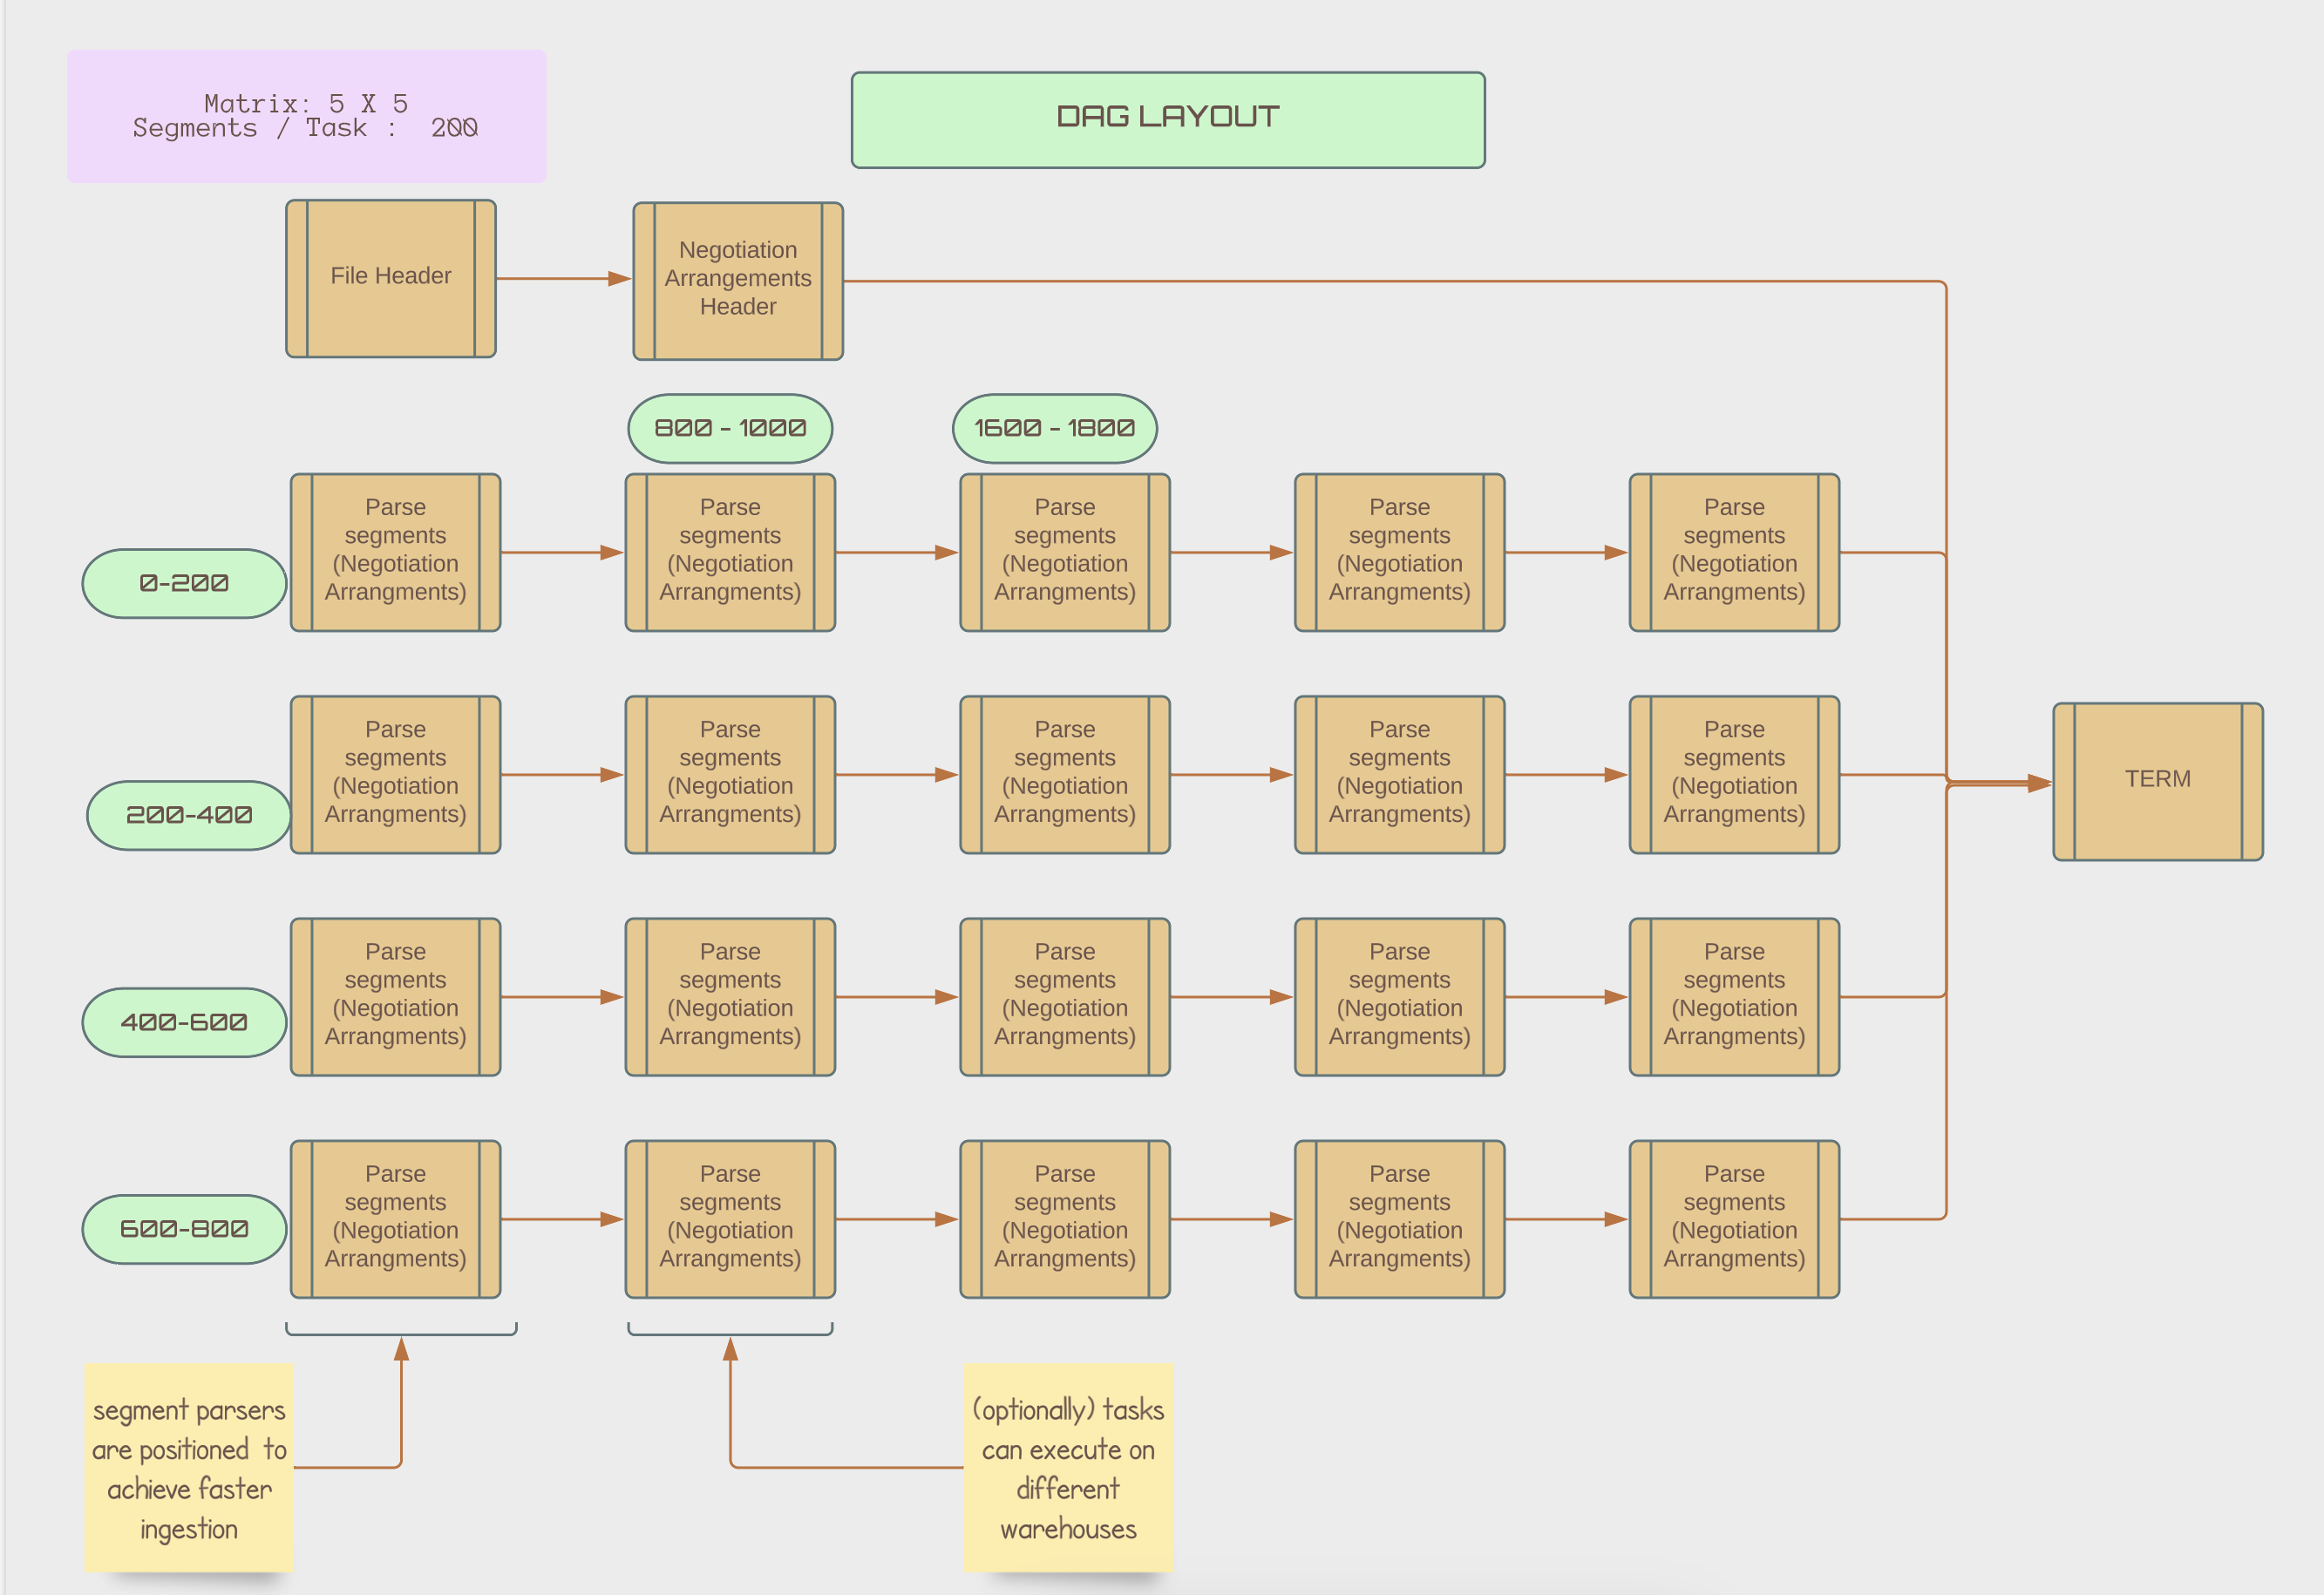 Matrix: 5 X 5
Segments / Task :  200
DAG LAYOUT
File Header
Negotiation
Arrangements
Header
800 - 1000
1600 - 1800
0-200
Parse
segments
(Negotiation
Arrangments)
Parse
segments
(Negotiation
Arrangments)
Parse
segments
(Negotiation
Arrangments)
Parse
segments
(Negotiation
Arrangments)
Parse
segments
(Negotiation
Arrangments)
200-400
Parse
segments
(Negotiation
Arrangments)
Parse
segments
(Negotiation
Arrangments)
Parse
segments
(Negotiation
Arrangments)
Parse
segments
(Negotiation
Arrangments)
Parse
segments
(Negotiation
Arrangments)
TERM
400-600
Parse
segments
(Negotiation
Arrangments)
Parse
segments
(Negotiation
Arrangments)
Parse
segments
(Negotiation
Arrangments)
Parse
segments
(Negotiation
Arrangments)
Parse
segments
(Negotiation
Arrangments)
600-800
Parse
segments
(Negotiation
Arrangments)
Parse
segments
(Negotiation
Arrangments)
Parse
segments
(Negotiation
Arrangments)
Parse
segments
(Negotiation
Arrangments)
Parse
segments
(Negotiation
Arrangments)
segment parsers
are positioned  to
achieve faster
ingestion
(optionally) tasks
can execute on
different
warehouses